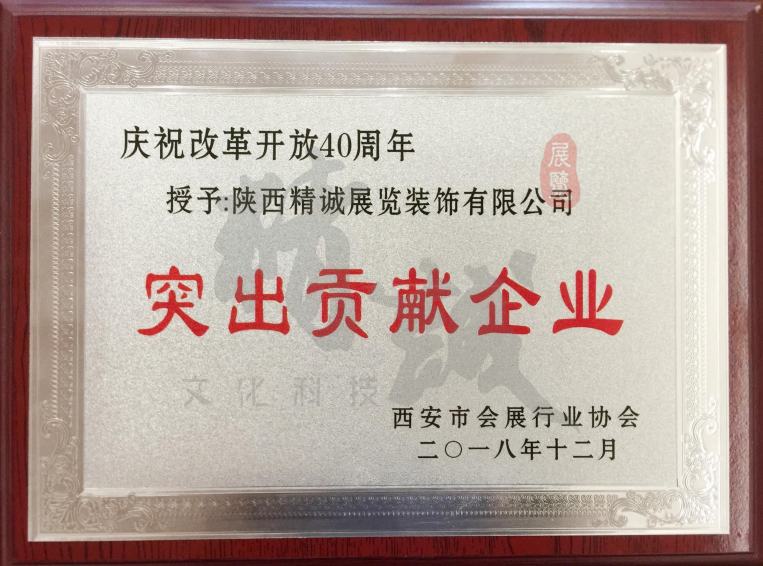 庆祝改革开放40周年
展覽
授予:陕西精诚展览装饰有限公司
突出贡献企业
文化科技
西安市会展行业协会
二〇一八年十二月